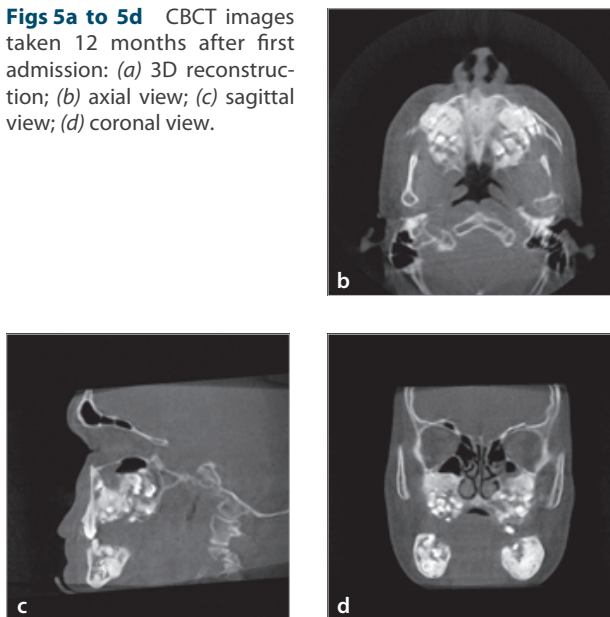 Figs 5a to 5d CBCT images
taken 12 months after first
admission: (a) 3D reconstruc-
tion; (b) axial view; (c) sagittal
view; (d) coronal view.
b
c
d